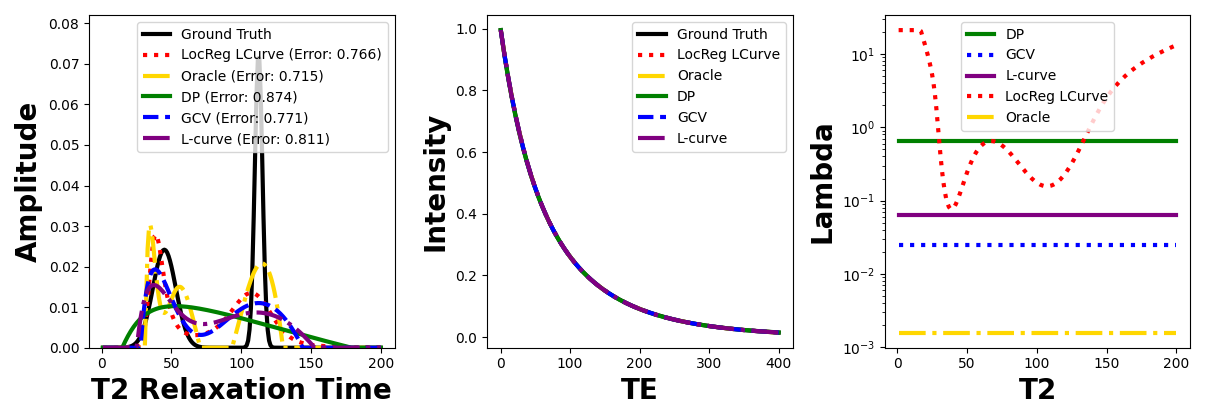 Amplitude
0.08
0.07
0.06
0.05
0.04
0.03
0.02
0.01
0.00
Ground Truth
LocReg LCurve (Error: 0.766)
Oracle (Error: 0.715)
DP (Error: 0.874)
GCV (Error: 0.771)
L-curve (Error: 0.811)
0 50 100 150 200
T2 Relaxation Time
Intensity
1.0
0.8
0.6
0.4
0.2
0.0
Ground Truth
LocReg LCurve
Oracle
DP
GCV
L-curve
0 100 200 300 400
TE
Lambda
10¹
10⁰
10⁻¹
10⁻²
10⁻³
DP
GCV
L-curve
LocReg LCurve
Oracle
0 50 100 150 200
T2